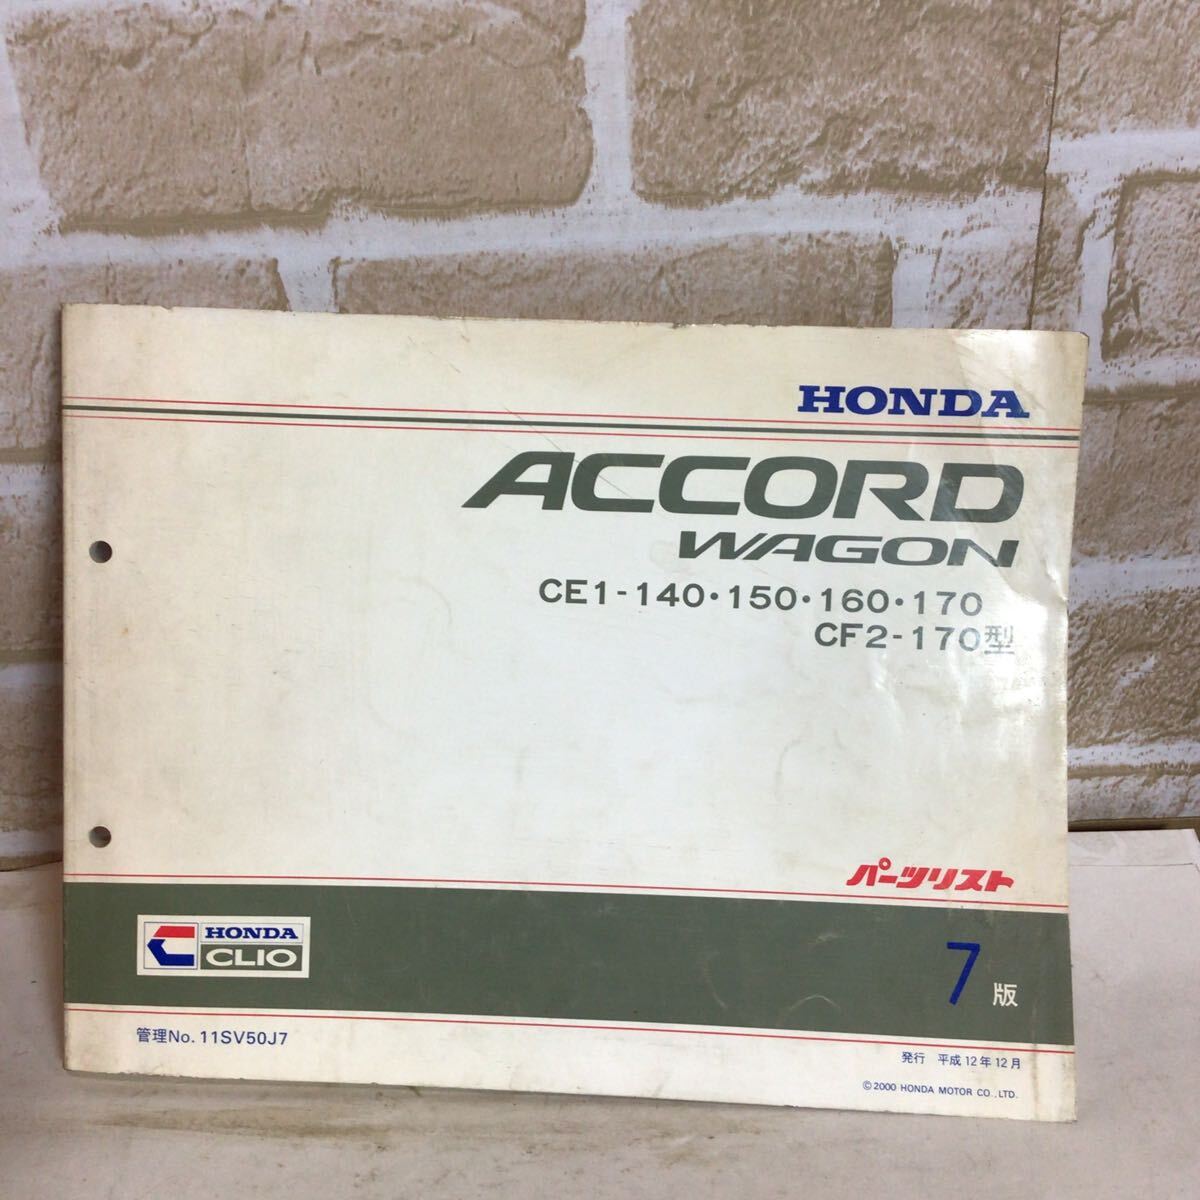 HONDA
ACCORD
WAGON
CE1-140・150・160・170
CF2-170型
パーツリスト
HONDA
CLIO
7版
管理No. 11SV50J7
発行 平成12年12月
©2000 HONDA MOTOR CO., LTD.